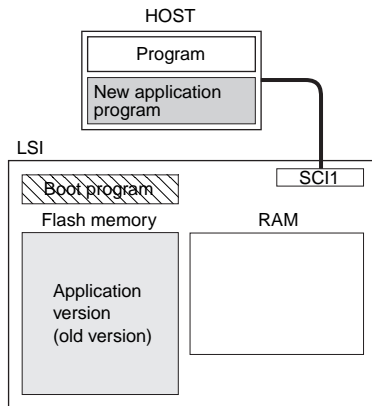 HOST
Program
New application
program
LSI
SCI1
Boot program
Flash memory
RAM
Application
version
(old version)